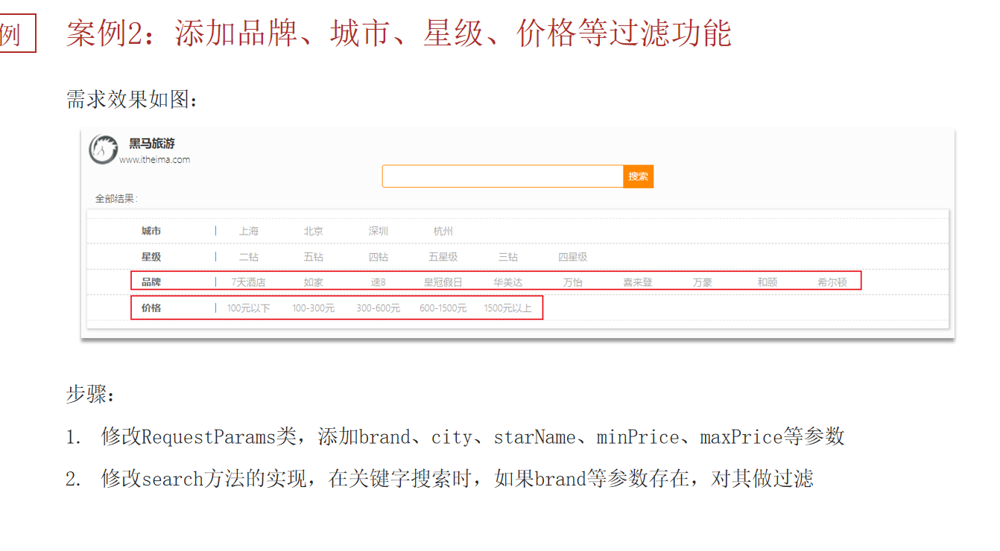 例
案例2：添加品牌、城市、星级、价格等过滤功能
需求效果如图：
黑马旅游
www.itheima.com
搜索
全部结果：
城市 | 上海 北京 深圳 杭州
星级 | 二钻 五钻 四钻 五星级 三钻 四星级
品牌 | 7天酒店 如家 速8 皇冠假日 华美达 万怡 喜来登 万豪 和颐 希尔顿
价格 | 100元以下 100-300元 300-600元 600-1500元 1500元以上
步骤：
1. 修改RequestParams类，添加brand、city、starName、minPrice、maxPrice等参数
2. 修改search方法的实现，在关键字搜索时，如果brand等参数存在，对其做过滤